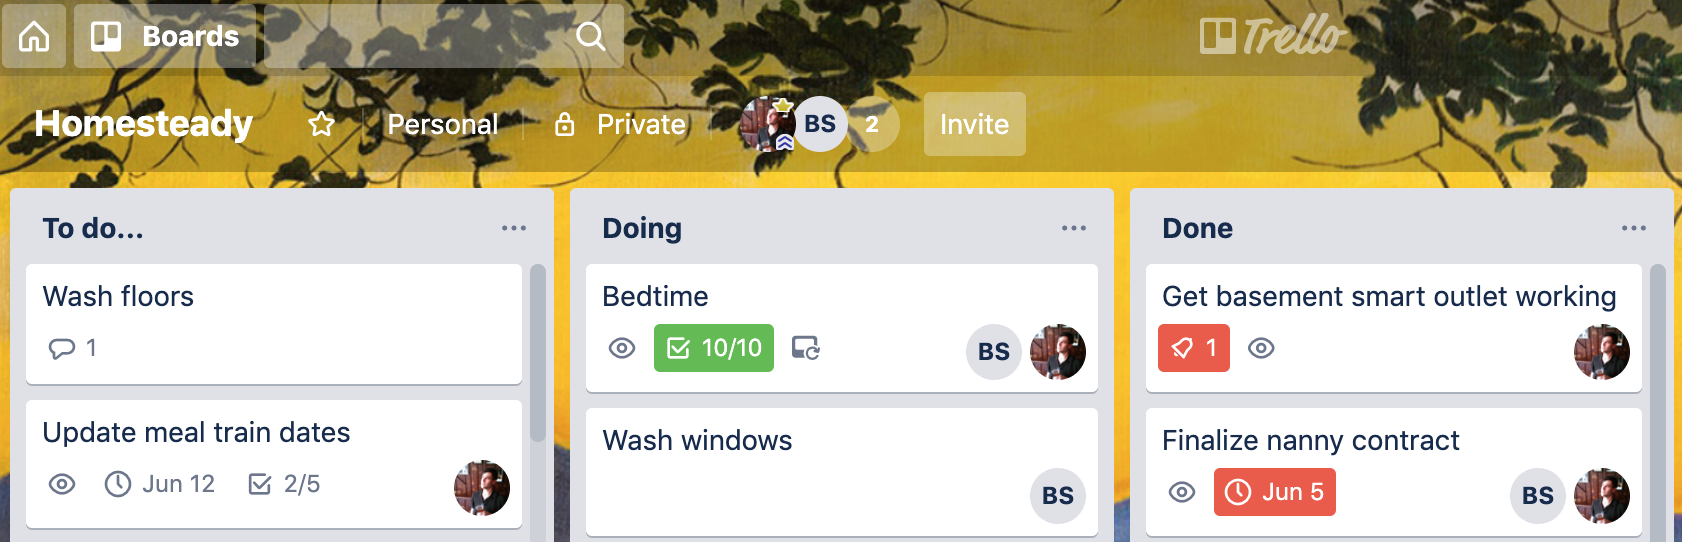 Boards
Trello
Homesteady
Personal
Private
BS
2
Invite
To do...
Wash floors
1
Update meal train dates
Jun 12
2/5
Doing
Bedtime
10/10
BS
Wash windows
BS
Done
Get basement smart outlet working
1
Finalize nanny contract
Jun 5
BS